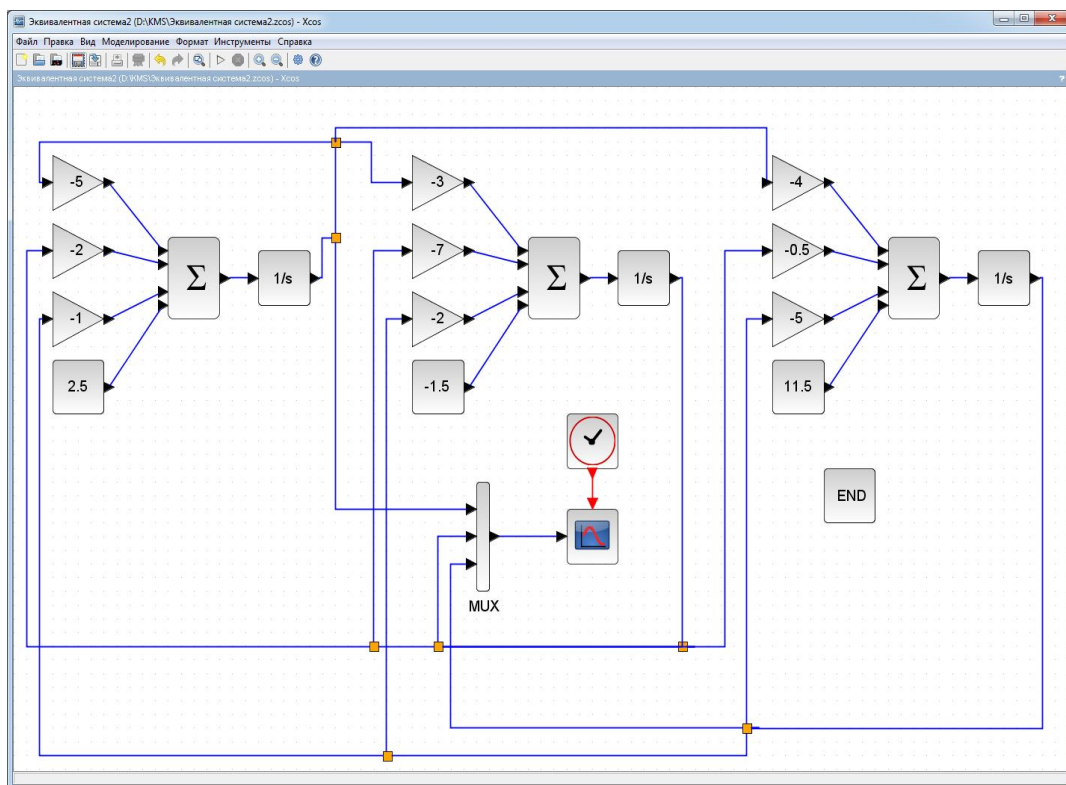 Эквивалентная система2 (D:\KMS\Эквивалентная система2.zcos) - Xcos
Файл Правка Вид Моделирование Формат Инструменты Справка
Эквивалентная система2 (D:\KMS\Эквивалентная система2.zcos) - Xcos ?
-5
-3
-4
-2
-7
-0.5
Σ
1/s
Σ
1/s
Σ
1/s
-1
-2
-5
2.5
-1.5
11.5
END
MUX